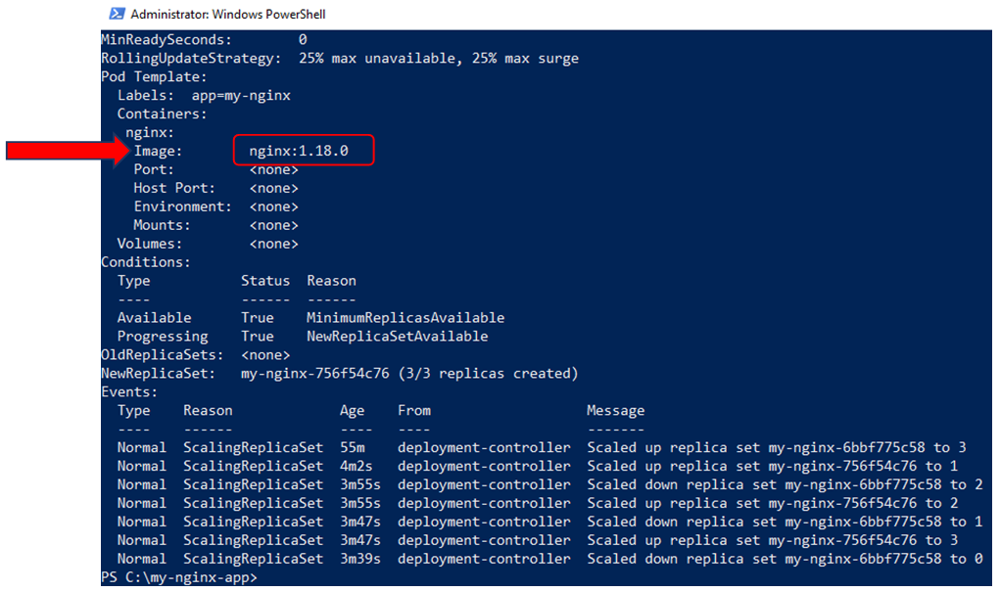 Administrator: Windows PowerShell
MinReadySeconds:        0
RollingUpdateStrategy:  25% max unavailable, 25% max surge
Pod Template:
  Labels:  app=my-nginx
  Containers:
   nginx:
    Image:        nginx:1.18.0
    Port:         <none>
    Host Port:    <none>
    Environment:  <none>
    Mounts:       <none>
  Volumes:        <none>
Conditions:
  Type           Status  Reason
  ----           ------  ------
  Available      True    MinimumReplicasAvailable
  Progressing    True    NewReplicaSetAvailable
OldReplicaSets:  <none>
NewReplicaSet:   my-nginx-756f54c76 (3/3 replicas created)
Events:
  Type    Reason             Age    From                   Message
  ----    ------             ----   ----                   -------
  Normal  ScalingReplicaSet  55m    deployment-controller  Scaled up replica set my-nginx-6bbf775c58 to 3
  Normal  ScalingReplicaSet  4m2s   deployment-controller  Scaled up replica set my-nginx-756f54c76 to 1
  Normal  ScalingReplicaSet  3m55s  deployment-controller  Scaled down replica set my-nginx-6bbf775c58 to 2
  Normal  ScalingReplicaSet  3m55s  deployment-controller  Scaled up replica set my-nginx-756f54c76 to 2
  Normal  ScalingReplicaSet  3m47s  deployment-controller  Scaled down replica set my-nginx-6bbf775c58 to 1
  Normal  ScalingReplicaSet  3m47s  deployment-controller  Scaled up replica set my-nginx-756f54c76 to 3
  Normal  ScalingReplicaSet  3m39s  deployment-controller  Scaled down replica set my-nginx-6bbf775c58 to 0
PS C:\my-nginx-app>